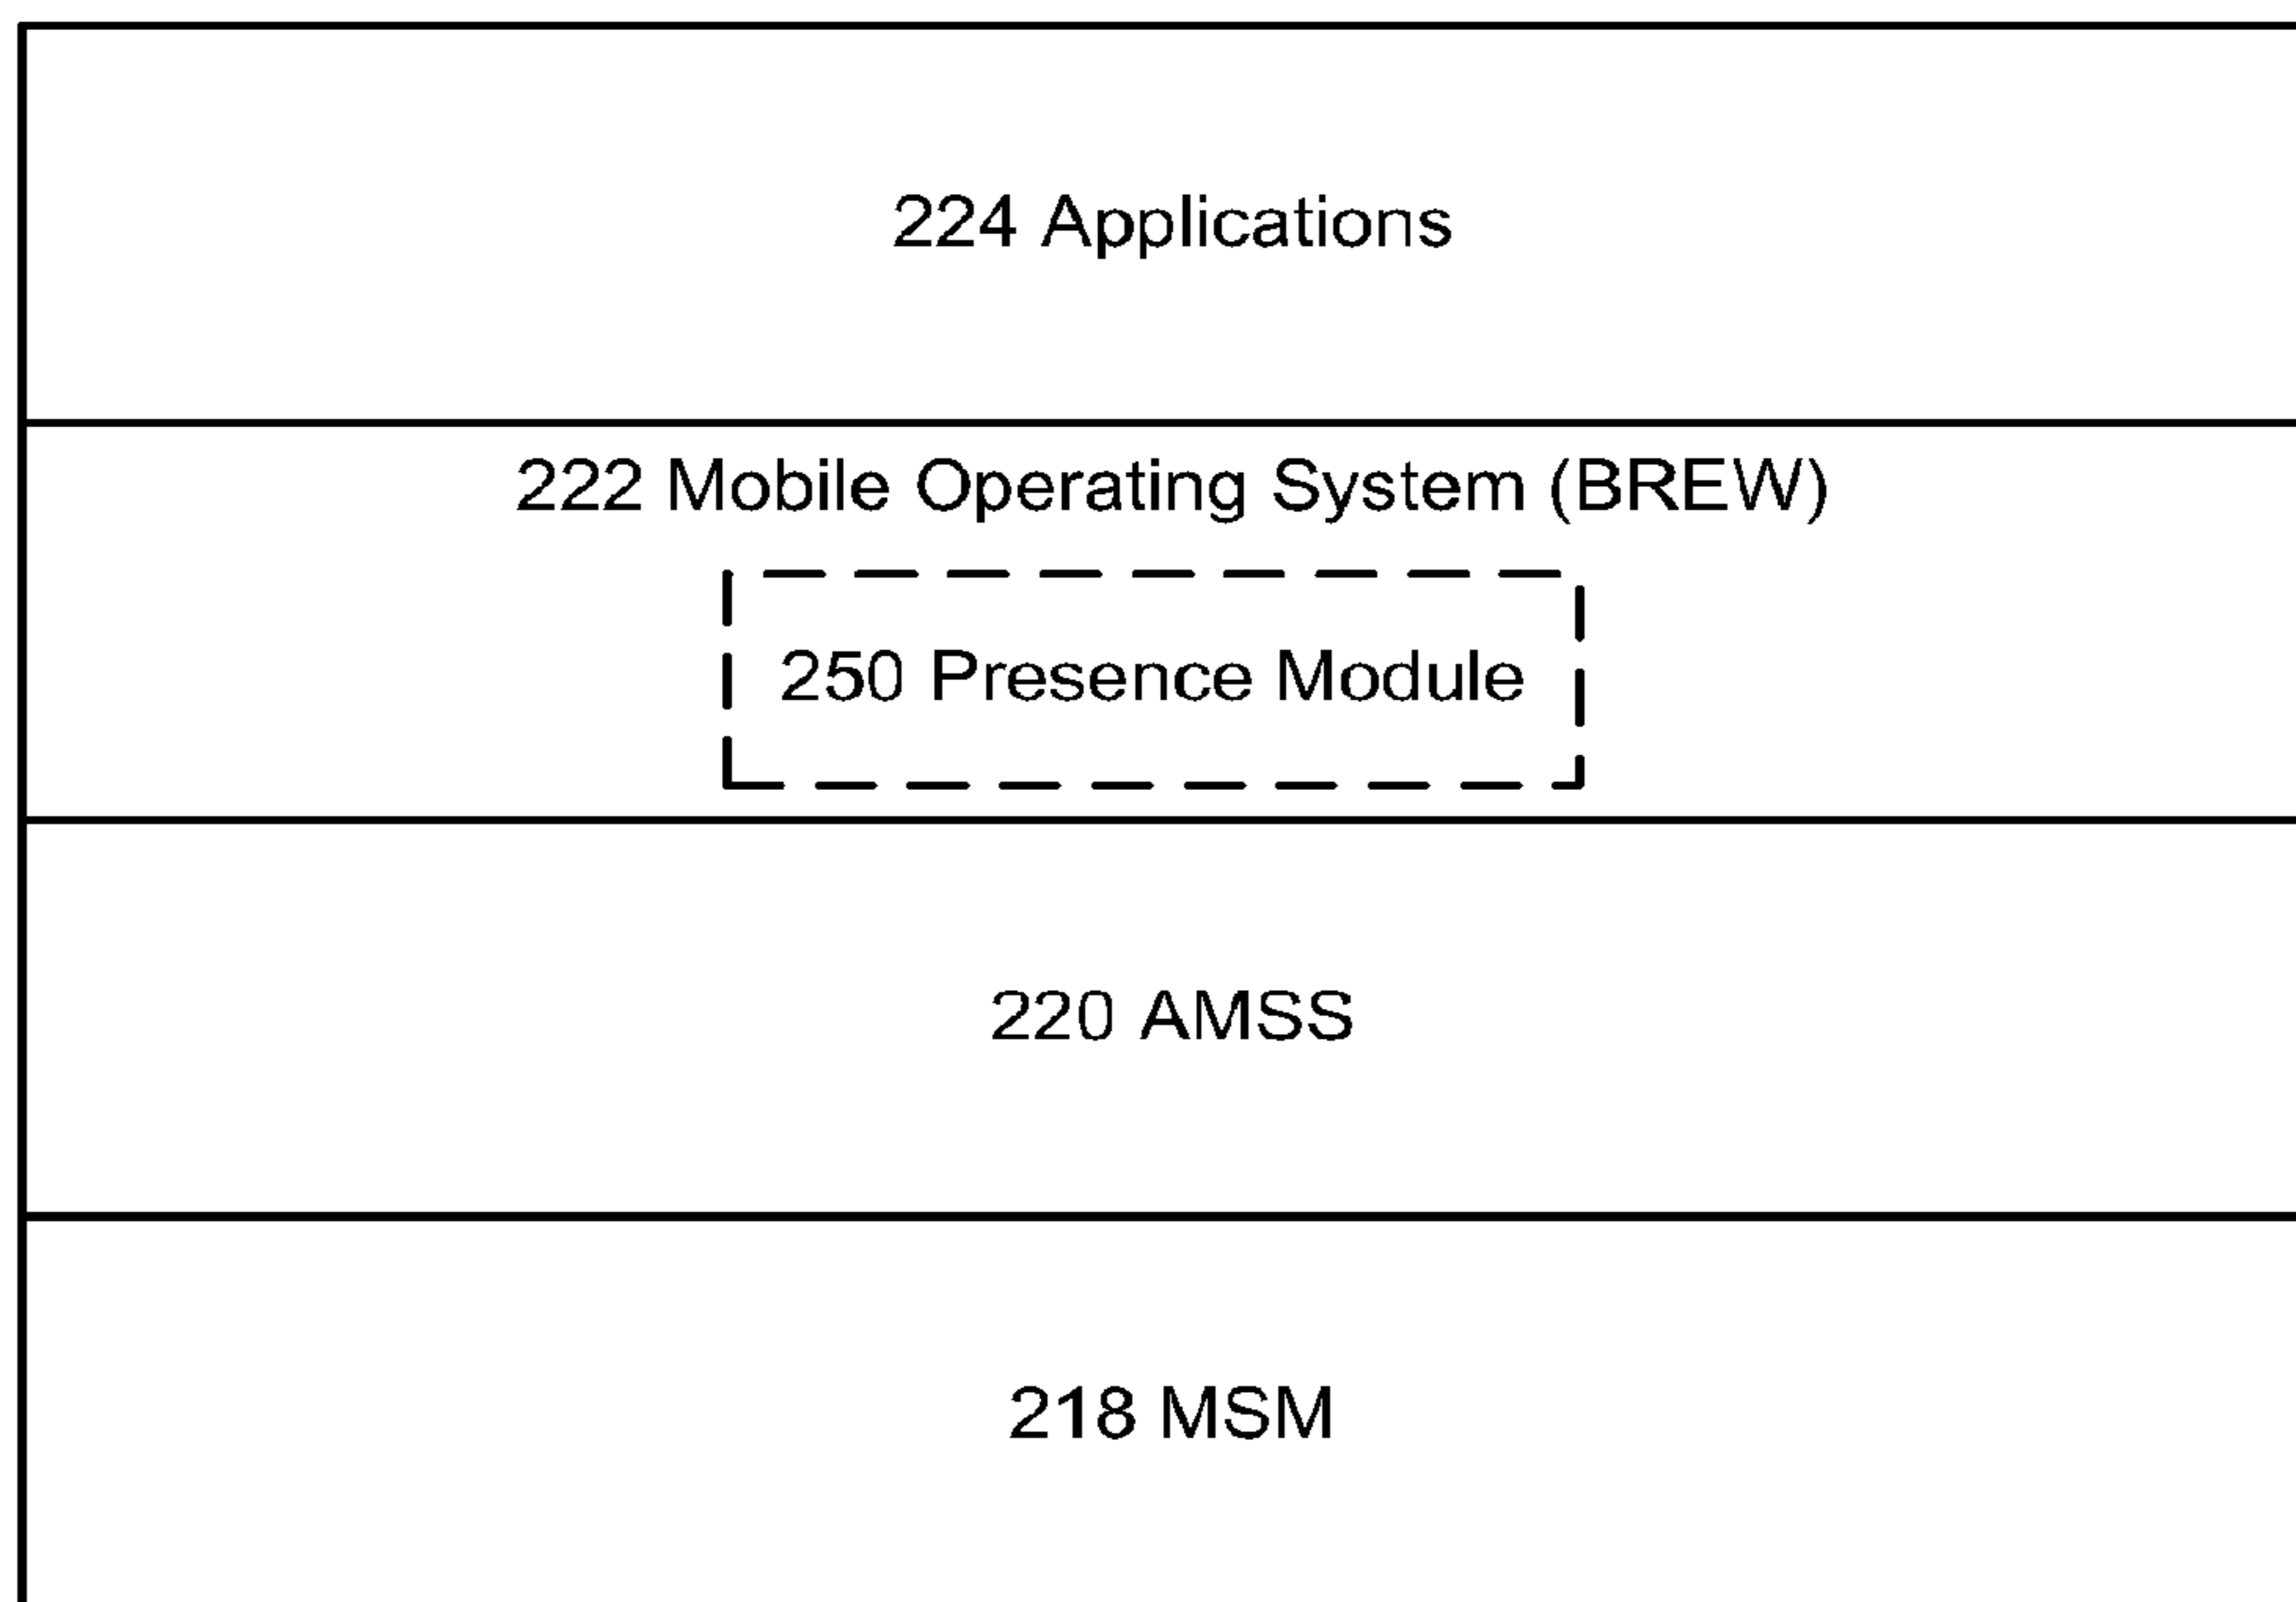 224 Applications
222 Mobile Operating System (BREW)
250 Presence Module
220 AMSS
218 MSM